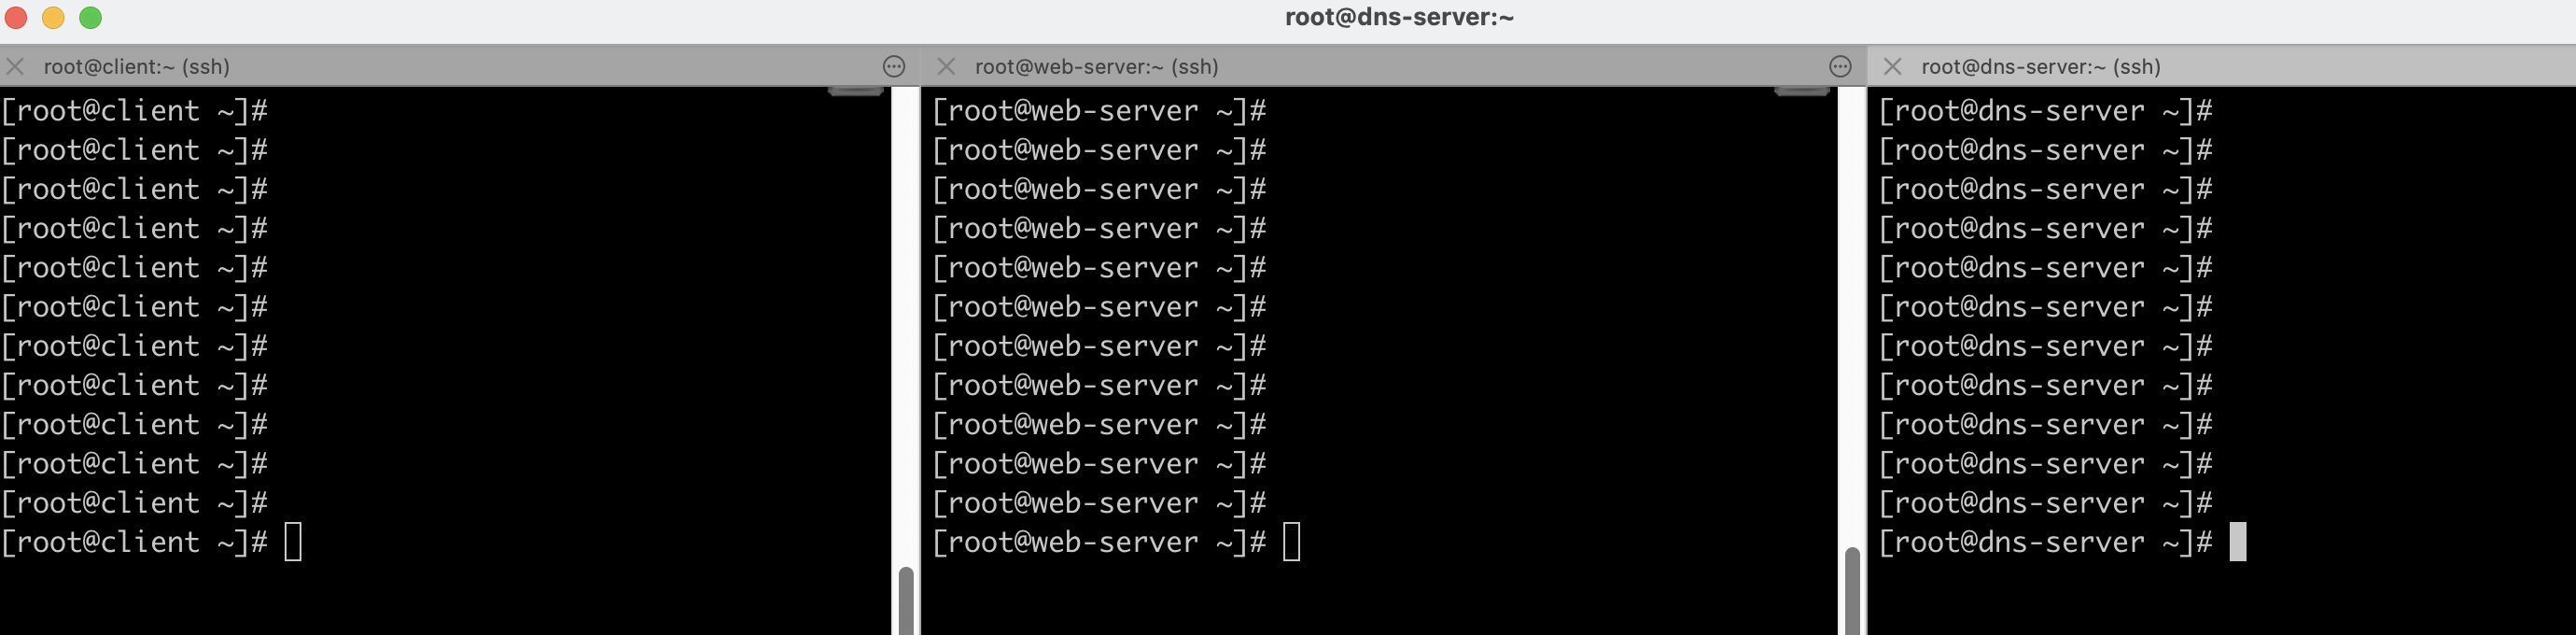 root@dns-server:~
root@client:~ (ssh)
[root@client ~]#
[root@client ~]#
[root@client ~]#
[root@client ~]#
[root@client ~]#
[root@client ~]#
[root@client ~]#
[root@client ~]#
[root@client ~]#
[root@client ~]#
[root@client ~]#
[root@client ~]#
root@web-server:~ (ssh)
[root@web-server ~]#
[root@web-server ~]#
[root@web-server ~]#
[root@web-server ~]#
[root@web-server ~]#
[root@web-server ~]#
[root@web-server ~]#
[root@web-server ~]#
[root@web-server ~]#
[root@web-server ~]#
[root@web-server ~]#
[root@web-server ~]#
root@dns-server:~ (ssh)
[root@dns-server ~]#
[root@dns-server ~]#
[root@dns-server ~]#
[root@dns-server ~]#
[root@dns-server ~]#
[root@dns-server ~]#
[root@dns-server ~]#
[root@dns-server ~]#
[root@dns-server ~]#
[root@dns-server ~]#
[root@dns-server ~]#
[root@dns-server ~]#